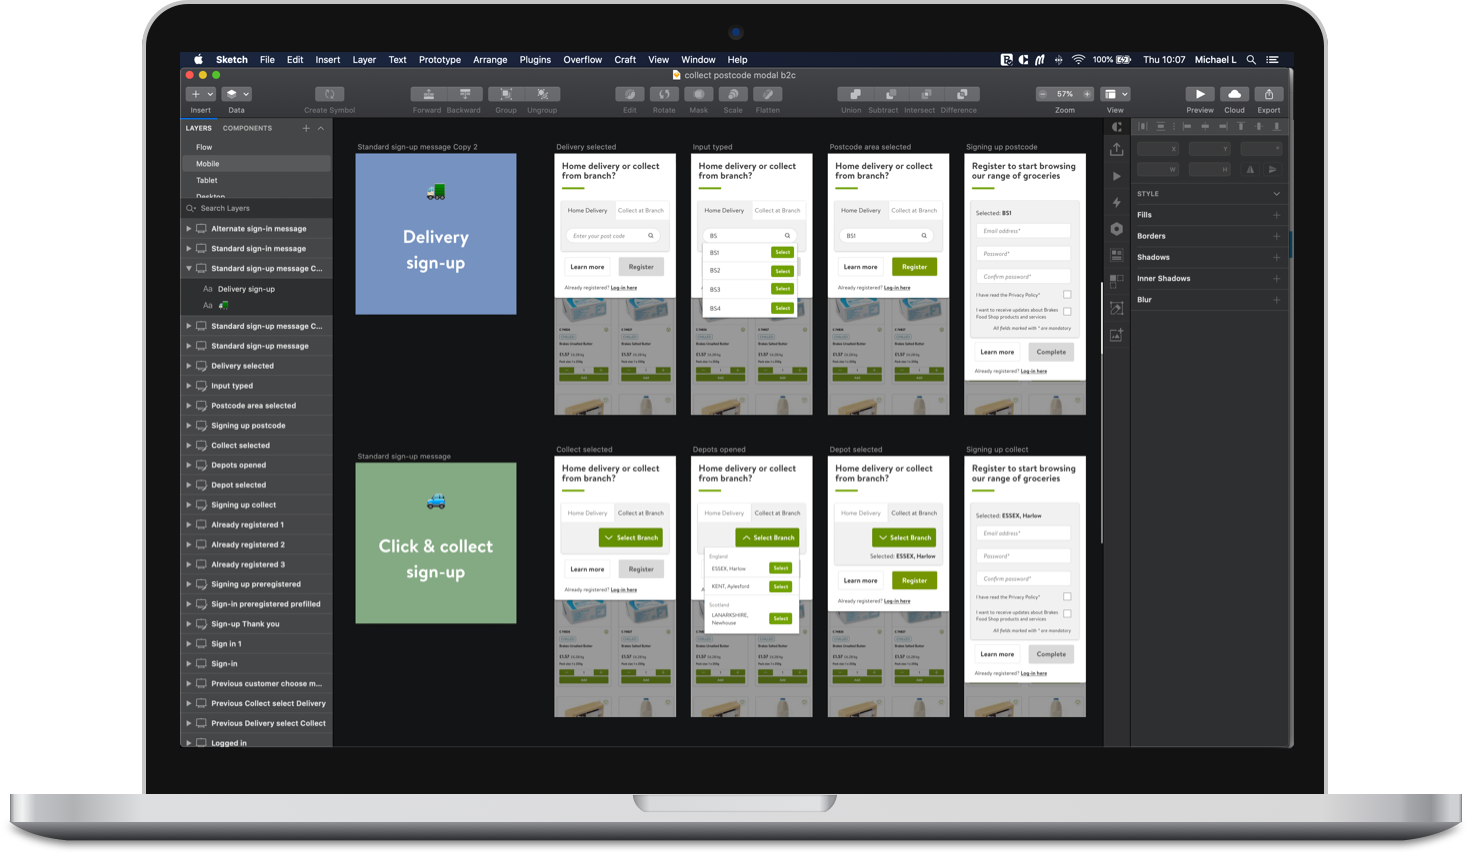 Sketch File Edit Insert Layer Text Prototype Arrange Plugins Overflow Craft View Window Help
100% Thu 10:07 Michael L
collect postcode modal b2c
57%
Insert Data Create Symbol Forward Backward Group Ungroup Edit Rotate Mask Scale Flatten Union Subtract Intersect Difference Zoom View Preview Cloud Export
LAYERS COMPONENTS
Flow
Mobile
Tablet
Desktop
Search Layers
Alternate sign-in message
Standard sign-in message
Standard sign-up message C...
Aa Delivery sign-up
Aa
Standard sign-up message C...
Standard sign-up message
Delivery selected
Input typed
Postcode area selected
Signing up postcode
Collect selected
Depots opened
Depot selected
Signing up collect
Already registered 1
Already registered 2
Already registered 3
Signing up preregistered
Sign-in preregistered prefilled
Sign-up Thank you
Sign in 1
Sign-in
Previous customer choose m...
Previous Collect select Delivery
Previous Delivery select Collect
Logged in
Standard sign-up message Copy 2
Delivery
sign-up
Delivery selected
Home delivery or collect
from branch?
Home Delivery Collect at Branch
Enter your post code
Learn more Register
Already registered? Log-in here
Input typed
Home delivery or collect
from branch?
Home Delivery Collect at Branch
BS
BS1 Select
BS2 Select
BS3 Select
BS4 Select
Postcode area selected
Home delivery or collect
from branch?
Home Delivery Collect at Branch
BS1
Learn more Register
Already registered? Log-in here
Signing up postcode
Register to start browsing
our range of groceries
Selected: BS1
Email address*
Password*
Confirm password*
I have read the Privacy Policy*
I want to receive updates about Brakes
Food Shop products and services
All fields marked with * are mandatory
Learn more Complete
Already registered? Log-in here
Standard sign-up message
Click & collect
sign-up
Collect selected
Home delivery or collect
from branch?
Home Delivery Collect at Branch
Select Branch
Learn more Register
Already registered? Log-in here
Depots opened
Home delivery or collect
from branch?
Home Delivery Collect at Branch
Select Branch
England
ESSEX, Harlow Select
KENT, Aylesford Select
Scotland
LANARKSHIRE,
Newhouse Select
Depot selected
Home delivery or collect
from branch?
Home Delivery Collect at Branch
Select Branch
Selected: ESSEX, Harlow
Learn more Register
Already registered? Log-in here
Signing up collect
Register to start browsing
our range of groceries
Selected: ESSEX, Harlow
Email address*
Password*
Confirm password*
I have read the Privacy Policy*
I want to receive updates about Brakes
Food Shop products and services
All fields marked with * are mandatory
Learn more Complete
Already registered? Log-in here
X Y
W H
STYLE
Fills
Borders
Shadows
Inner Shadows
Blur